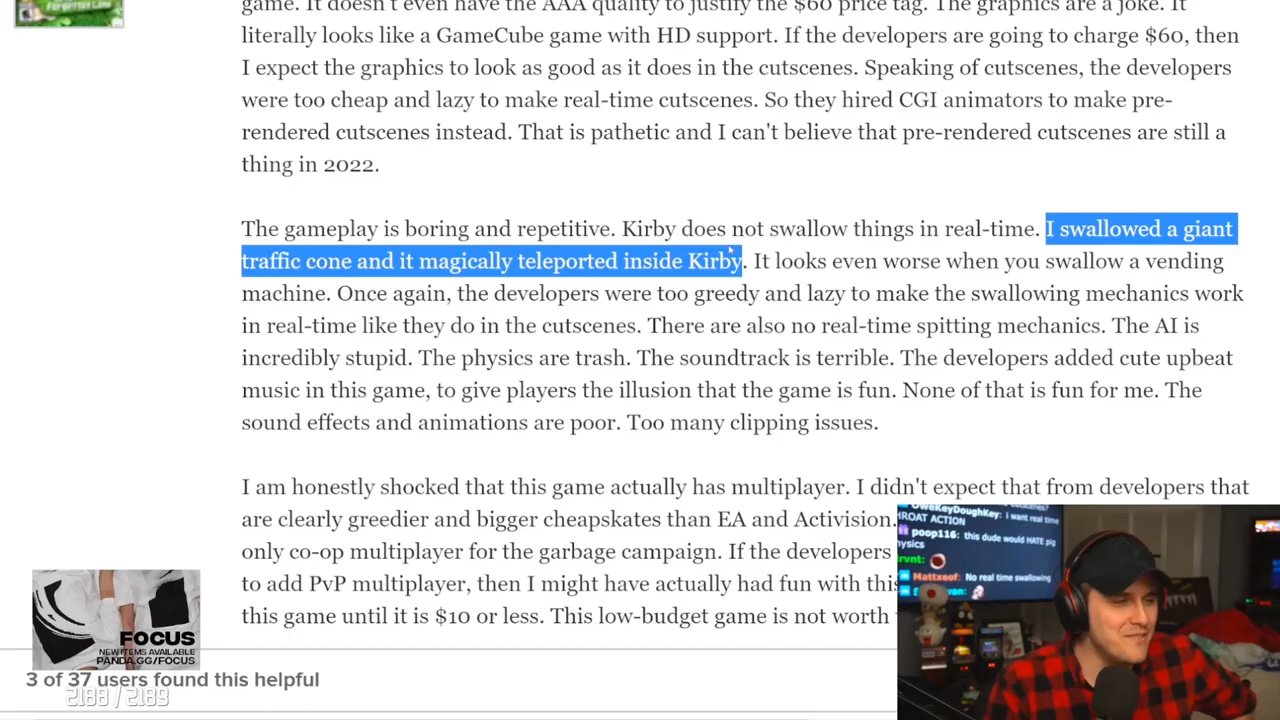 Forgotten Land
game. It doesn't even have the AAA quality to justify the $60 price tag. The graphics are a joke. It
literally looks like a GameCube game with HD support. If the developers are going to charge $60, then
I expect the graphics to look as good as it does in the cutscenes. Speaking of cutscenes, the developers
were too cheap and lazy to make real-time cutscenes. So they hired CGI animators to make pre-
rendered cutscenes instead. That is pathetic and I can't believe that pre-rendered cutscenes are still a
thing in 2022.
The gameplay is boring and repetitive. Kirby does not swallow things in real-time. I swallowed a giant
traffic cone and it magically teleported inside Kirby. It looks even worse when you swallow a vending
machine. Once again, the developers were too greedy and lazy to make the swallowing mechanics work
in real-time like they do in the cutscenes. There are also no real-time spitting mechanics. The AI is
incredibly stupid. The physics are trash. The soundtrack is terrible. The developers added cute upbeat
music in this game, to give players the illusion that the game is fun. None of that is fun for me. The
sound effects and animations are poor. Too many clipping issues.
I am honestly shocked that this game actually has multiplayer. I didn't expect that from developers that
are clearly greedier and bigger cheapskates than EA and Activision.
only co-op multiplayer for the garbage campaign. If the developers
to add PvP multiplayer, then I might have actually had fun with this
this game until it is $10 or less. This low-budget game is not worth
OweKeyDoughKey: i want real time
HROAT ACTION
poop116: this dude would HATE pig
hysics
Mattxeof: No real time swallowing
FOCUS
NEW ITEMS AVAILABLE
PANDA.GG/FOCUS
3 of 37 users found this helpful
2188 / 2189